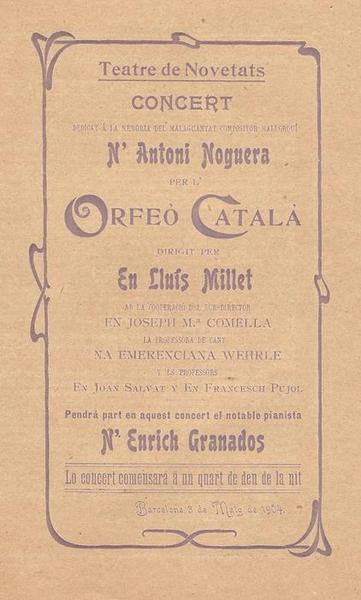 Teatre de Novetats
CONCERT
DEDICAT Á LA MEMORIA DEL MALAGUANYAT COMPOSITOR MALLORQUÍ
N' Antoni Noguera
PER L'
ORFEÒ CATALÁ
DIRIGIT PER
En Lluís Millet
AB LA COOPERACIÓ DEL SUB-DIRECTOR
EN JOSEPH M.ª COMELLA
LA PROFESSORA DE CANT
NA EMERENCIANA WEHRLE
Y LS PROFESSORS
EN JOAN SALVAT Y EN FRANCESCH PUJOL
Pendrá part en aquest concert el notable pianista
N'. Enrich Granados
Lo concert comensará á un quart de deu de la nit
Barcelona, 3 de Maig de 1904.